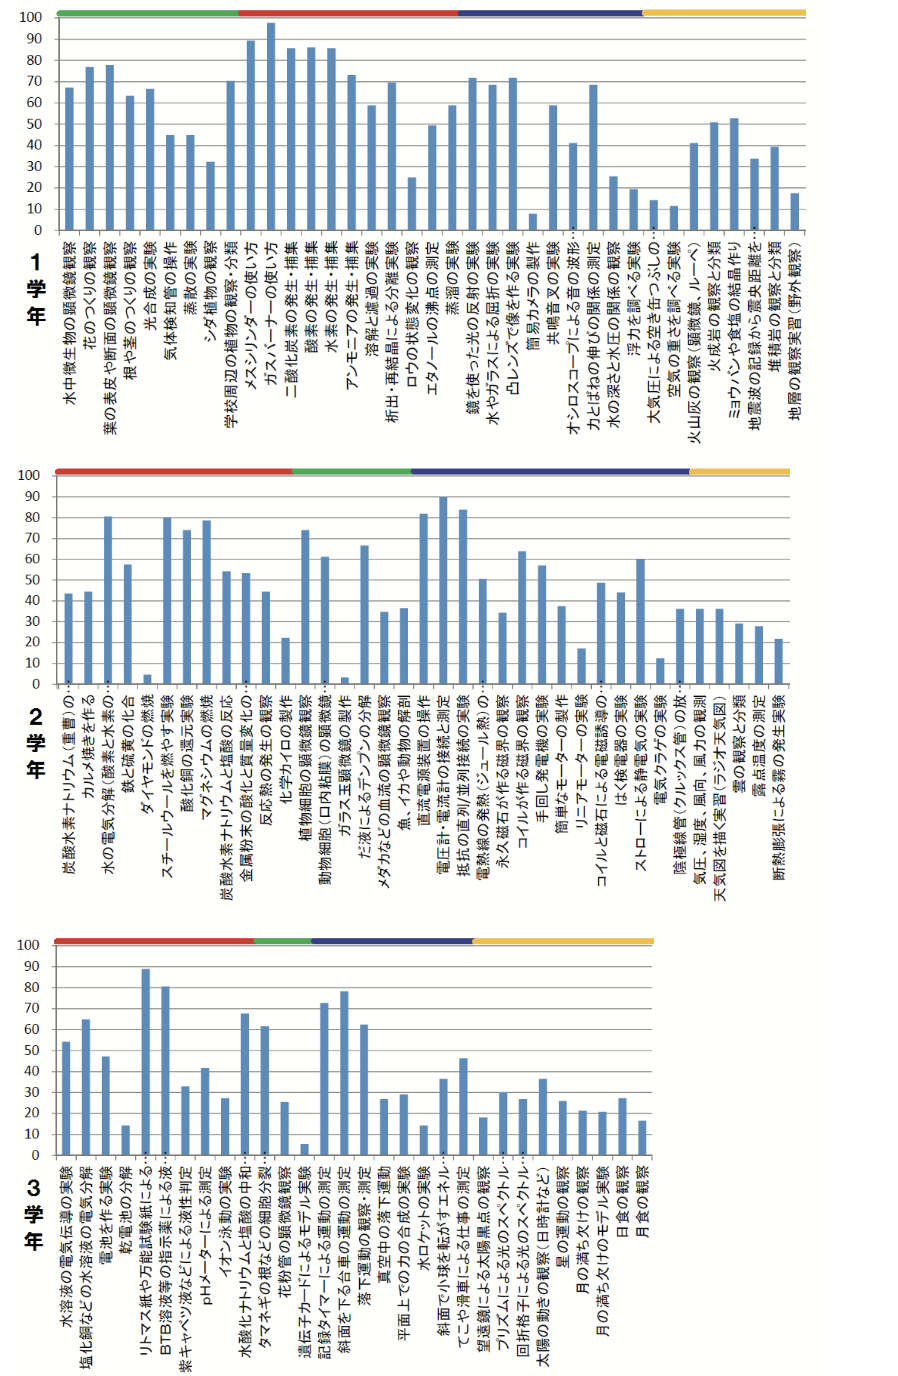 100
90
80
70
60
50
40
30
20
10
0
1学年
水中微生物の顕微鏡観察
花のつくりの観察
葉の表皮や断面の顕微鏡観察
根や茎のつくりの観察
光合成の実験
気体検知管の操作
蒸散の実験
シダ植物の観察
学校周辺の植物の観察・分類
メスシリンダーの使い方
ガスバーナーの使い方
二酸化炭素の発生・捕集
酸素の発生・捕集
水素の発生・捕集
アンモニアの発生・捕集
溶解と濾過の実験
析出・再結晶による分離実験
ロウの状態変化の観察
エタノールの沸点の測定
蒸溜の実験
鏡を使った光の反射の実験
水やガラスによる屈折の実験
凸レンズで像を作る実験
簡易カメラの製作
共鳴音叉の実験
オシロスコープによる音の波形…
力とばねの伸びの関係の測定
水の深さと水圧の関係の観察
浮力を調べる実験
大気圧による空き缶つぶしの…
空気の重さを調べる実験
火山灰の観察(顕微鏡、ルーペ)
火成岩の観察と分類
ミョウバンや食塩の結晶作り
地震波の記録から震央距離を…
堆積岩の観察と分類
地層の観察実習(野外観察)
100
90
80
70
60
50
40
30
20
10
0
2学年
炭酸水素ナトリウム(重曹)の…
カルメ焼きを作る
水の電気分解(酸素と水素の…
鉄と硫黄の化合
ダイヤモンドの燃焼
スチールウールを燃やす実験
酸化銅の還元実験
マグネシウムの燃焼
炭酸水素ナトリウムと塩酸の反応
金属粉末の酸化と質量変化の…
反応熱の発生の観察
化学カイロの製作
植物細胞の顕微鏡観察
動物細胞(口内粘膜)の顕微鏡…
ガラス玉顕微鏡の製作
だ液によるデンプンの分解
メダカなどの血流の顕微鏡観察
魚、イカや動物の解剖
直流電源装置の操作
電圧計・電流計の接続と測定
抵抗の直列/並列接続の実験
電熱線の発熱(ジュール熱)の…
永久磁石が作る磁界の観察
コイルが作る磁界の観察
手回し発電機の実験
簡単なモーターの製作
リニアモーターの実験
コイルと磁石による電磁誘導の…
はく検電器の実験
ストローによる静電気の実験
電気クラゲの実験
陰極線管(クルックス管)の放…
気圧、湿度、風向、風力の観測
天気図を描く実習(ラジオ天気図)
雲の観察と分類
露点温度の測定
断熱膨張による霧の発生実験
100
90
80
70
60
50
40
30
20
10
0
3学年
水溶液の電気伝導の実験
塩化銅などの水溶液の電気分解
電池を作る実験
乾電池の分解
リトマス紙や万能試験紙による…
BTB溶液等の指示薬による液…
紫キャベツ液などによる液性判定
pHメーターによる測定
イオン泳動の実験
水酸化ナトリウムと塩酸の中和…
タマネギの根などの細胞分裂…
花粉管の顕微鏡観察
遺伝子カードによるモデル実験
記録タイマーによる運動の測定
斜面を下る台車の運動の測定
落下運動の観察・測定
真空中の落下運動
平面上での力の合成の実験
水ロケットの実験
斜面で小球を転がすエネル…
てこや滑車による仕事の測定
望遠鏡による太陽黒点の観察
プリズムによる光のスペクトル…
回折格子による光のスペクトル…
太陽の動きの観察(日時計など)
星の運動の観察
月の満ち欠けの観察
月の満ち欠けのモデル実験
日食の観察
月食の観察